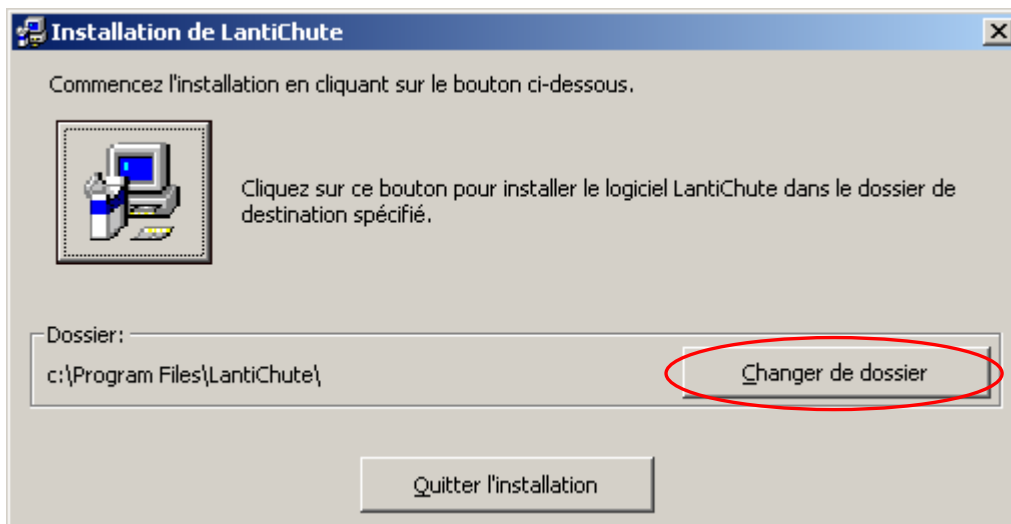 Installation de LantiChute
Commencez l'installation en cliquant sur le bouton ci-dessous.
Cliquez sur ce bouton pour installer le logiciel LantiChute dans le dossier de
destination spécifié.
Dossier:
c:\Program Files\LantiChute\
Changer de dossier
Quitter l'installation